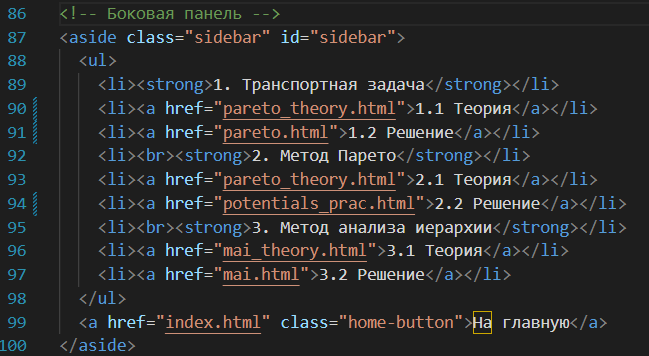 86 <!-- Боковая панель -->
87 <aside class="sidebar" id="sidebar">
88 <ul>
89 <li><strong>1. Транспортная задача</strong></li>
90 <li><a href="pareto_theory.html">1.1 Теория</a></li>
91 <li><a href="pareto.html">1.2 Решение</a></li>
92 <li><br><strong>2. Метод Парето</strong></li>
93 <li><a href="pareto_theory.html">2.1 Теория</a></li>
94 <li><a href="potentials_prac.html">2.2 Решение</a></li>
95 <li><br><strong>3. Метод анализа иерархии</strong></li>
96 <li><a href="mai_theory.html">3.1 Теория</a></li>
97 <li><a href="mai.html">3.2 Решение</a></li>
98 </ul>
99 <a href="index.html" class="home-button">На главную</a>
100 </aside>